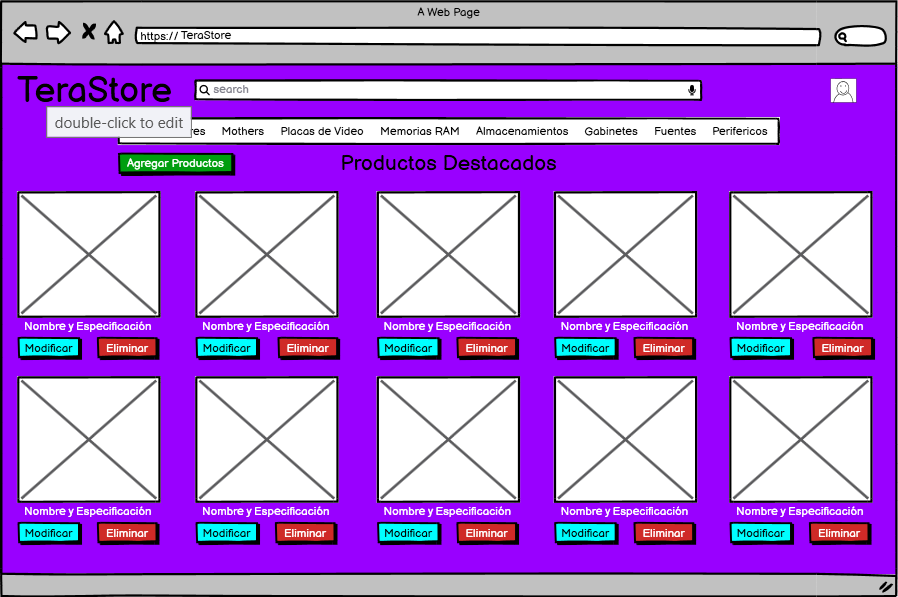 A Web Page
https:// TeraStore
TeraStore
search
double-click to edit
res Mothers Placas de Video Memorias RAM Almacenamientos Gabinetes Fuentes Perifericos
Agregar Productos
Productos Destacados
Nombre y Especificación Nombre y Especificación Nombre y Especificación Nombre y Especificación Nombre y Especificación
Modificar Eliminar Modificar Eliminar Modificar Eliminar Modificar Eliminar Modificar Eliminar
Nombre y Especificación Nombre y Especificación Nombre y Especificación Nombre y Especificación Nombre y Especificación
Modificar Eliminar Modificar Eliminar Modificar Eliminar Modificar Eliminar Modificar Eliminar